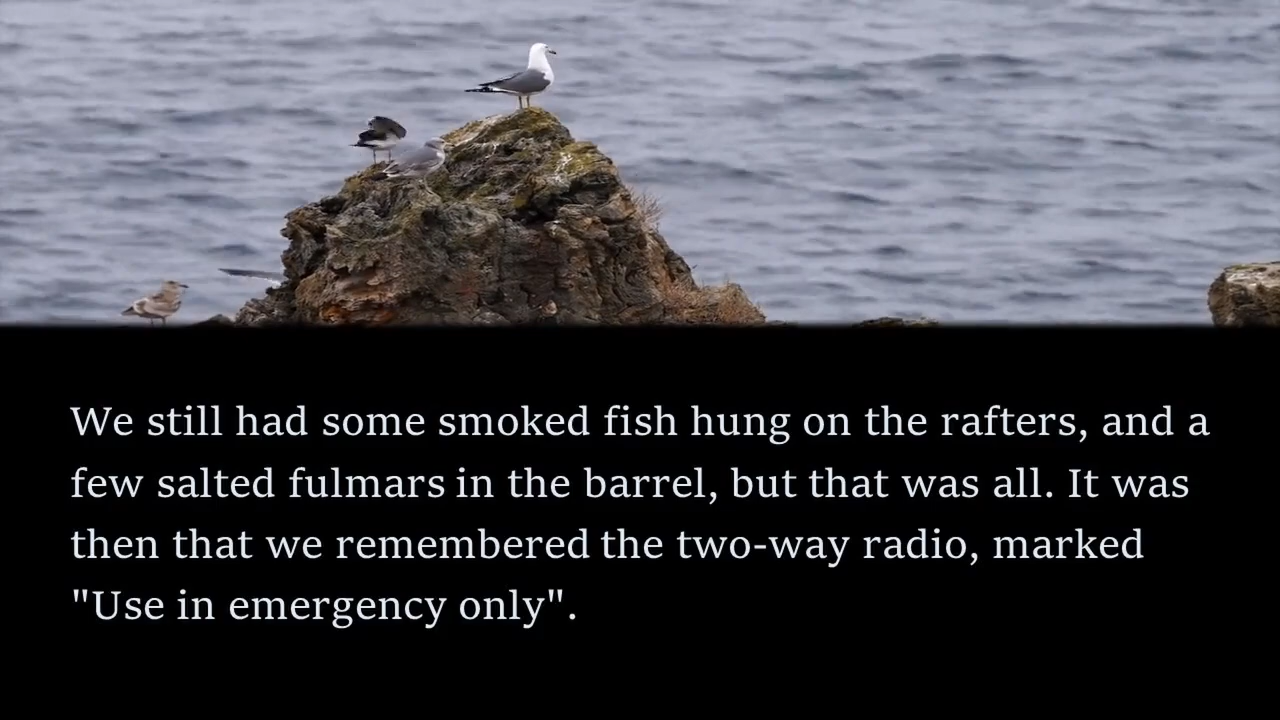 We still had some smoked fish hung on the rafters, and a
few salted fulmars in the barrel, but that was all. It was
then that we remembered the two-way radio, marked
"Use in emergency only".